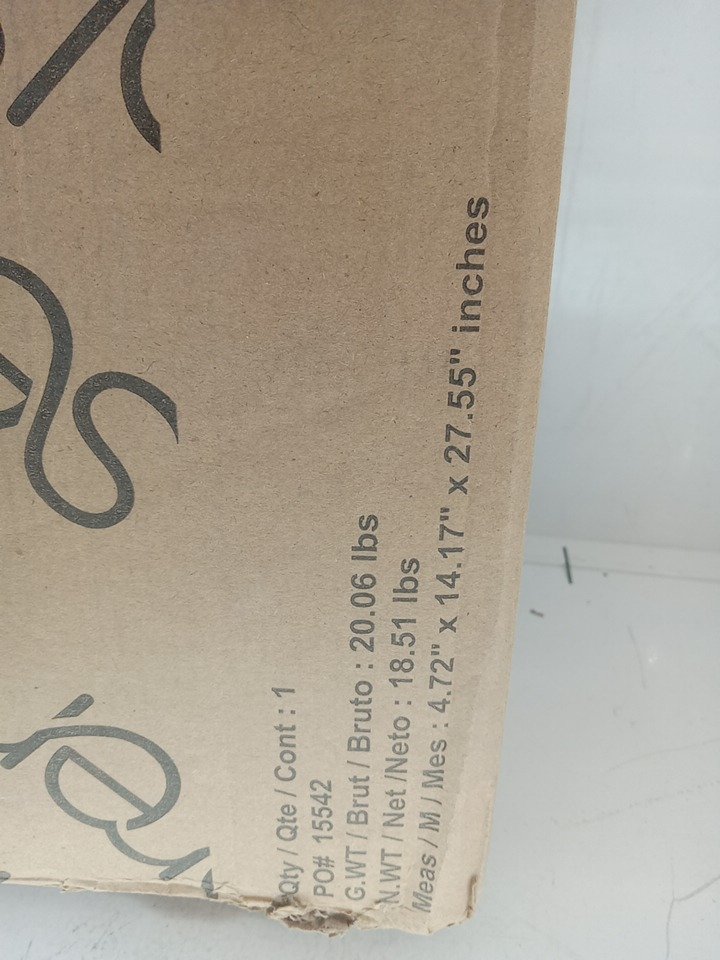 Qty / Qte / Cont : 1
PO# 15542
G.WT / Brut / Bruto : 20.06 lbs
N.WT / Net /Neto : 18.51 lbs
Meas / M / Mes : 4.72" x 14.17" x 27.55" inches